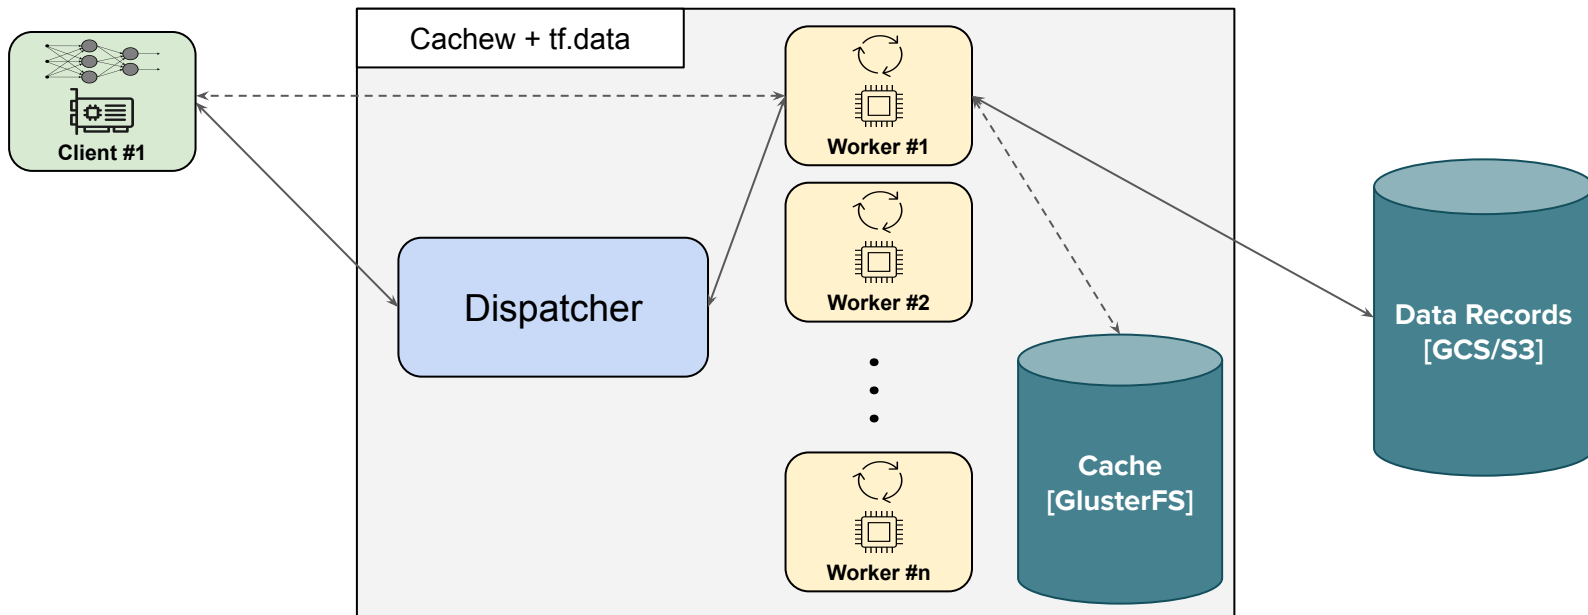 Cachew + tf.data
Client #1
Worker #1
Dispatcher
Worker #2
Data Records
[GCS/S3]
Cache
[GlusterFS]
Worker #n